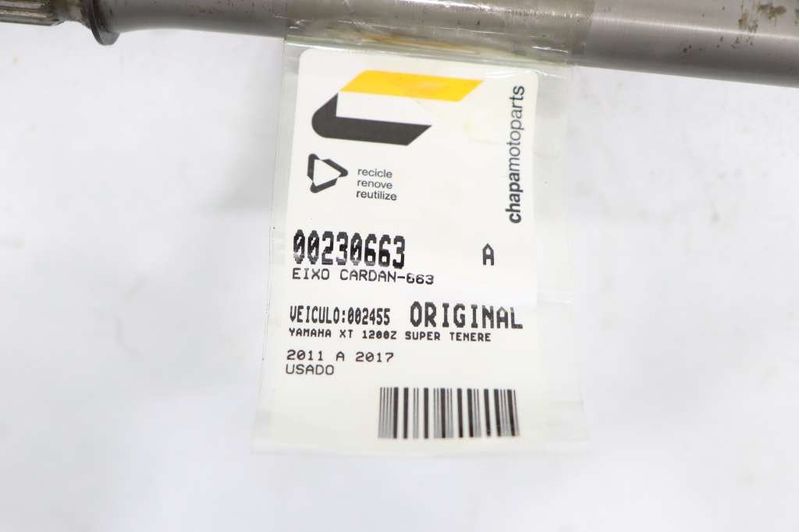 chapamotoparts
recicle
renove
reutilize
00230663 A
EIXO CARDAN-663
VEICULO:002455 ORIGINAL
YAMAHA XT 1200Z SUPER TENERE
2011 A 2017
USADO